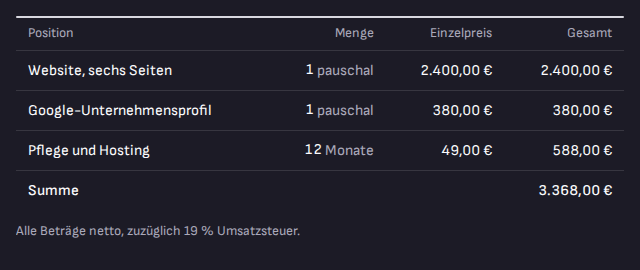 Position Menge Einzelpreis Gesamt
Website, sechs Seiten 1 pauschal 2.400,00 € 2.400,00 €
Google-Unternehmensprofil 1 pauschal 380,00 € 380,00 €
Pflege und Hosting 12 Monate 49,00 € 588,00 €
Summe 3.368,00 €
Alle Beträge netto, zuzüglich 19 % Umsatzsteuer.